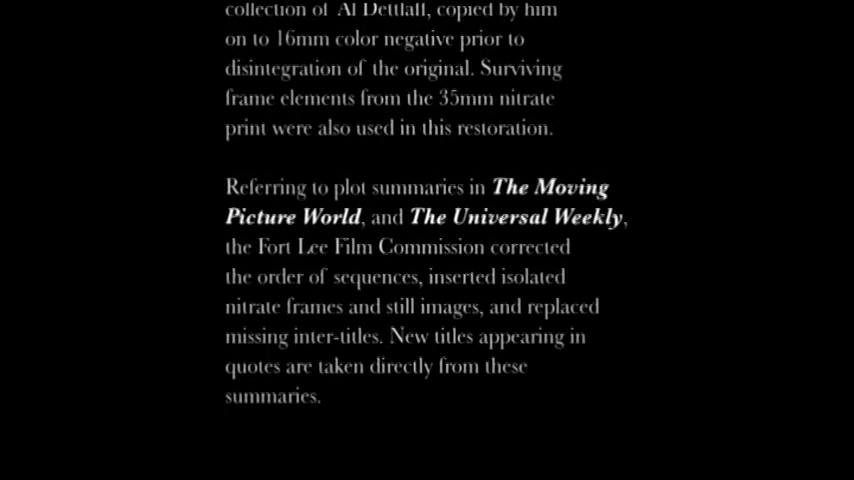 collection of Al Dettlaff, copied by him
on to 16mm color negative prior to
disintegration of the original. Surviving
frame elements from the 35mm nitrate
print were also used in this restoration.
Referring to plot summaries in The Moving
Picture World, and The Universal Weekly,
the Fort Lee Film Commission corrected
the order of sequences, inserted isolated
nitrate frames and still images, and replaced
missing inter-titles. New titles appearing in
quotes are taken directly from these
summaries.